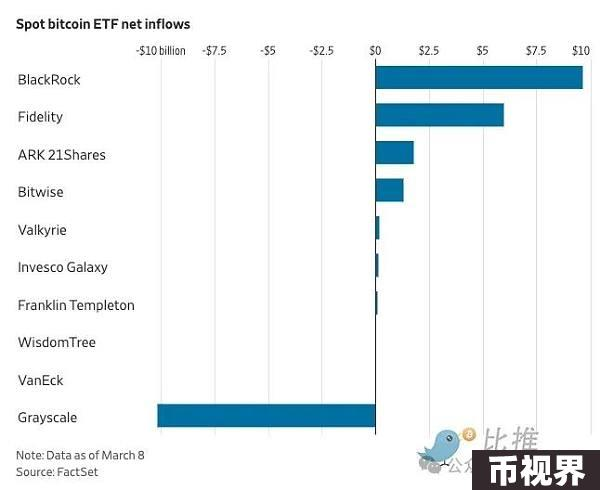 Spot bitcoin ETF net inflows
-$10 billion -$7.5 -$5 -$2.5 $0 $2.5 $5 $7.5 $10
BlackRock
Fidelity
ARK 21Shares
Bitwise
Valkyrie
Invesco Galaxy
Franklin Templeton
WisdomTree
VanEck
Grayscale
Note: Data as of March 8
Source: FactSet
比推
公众
币视界